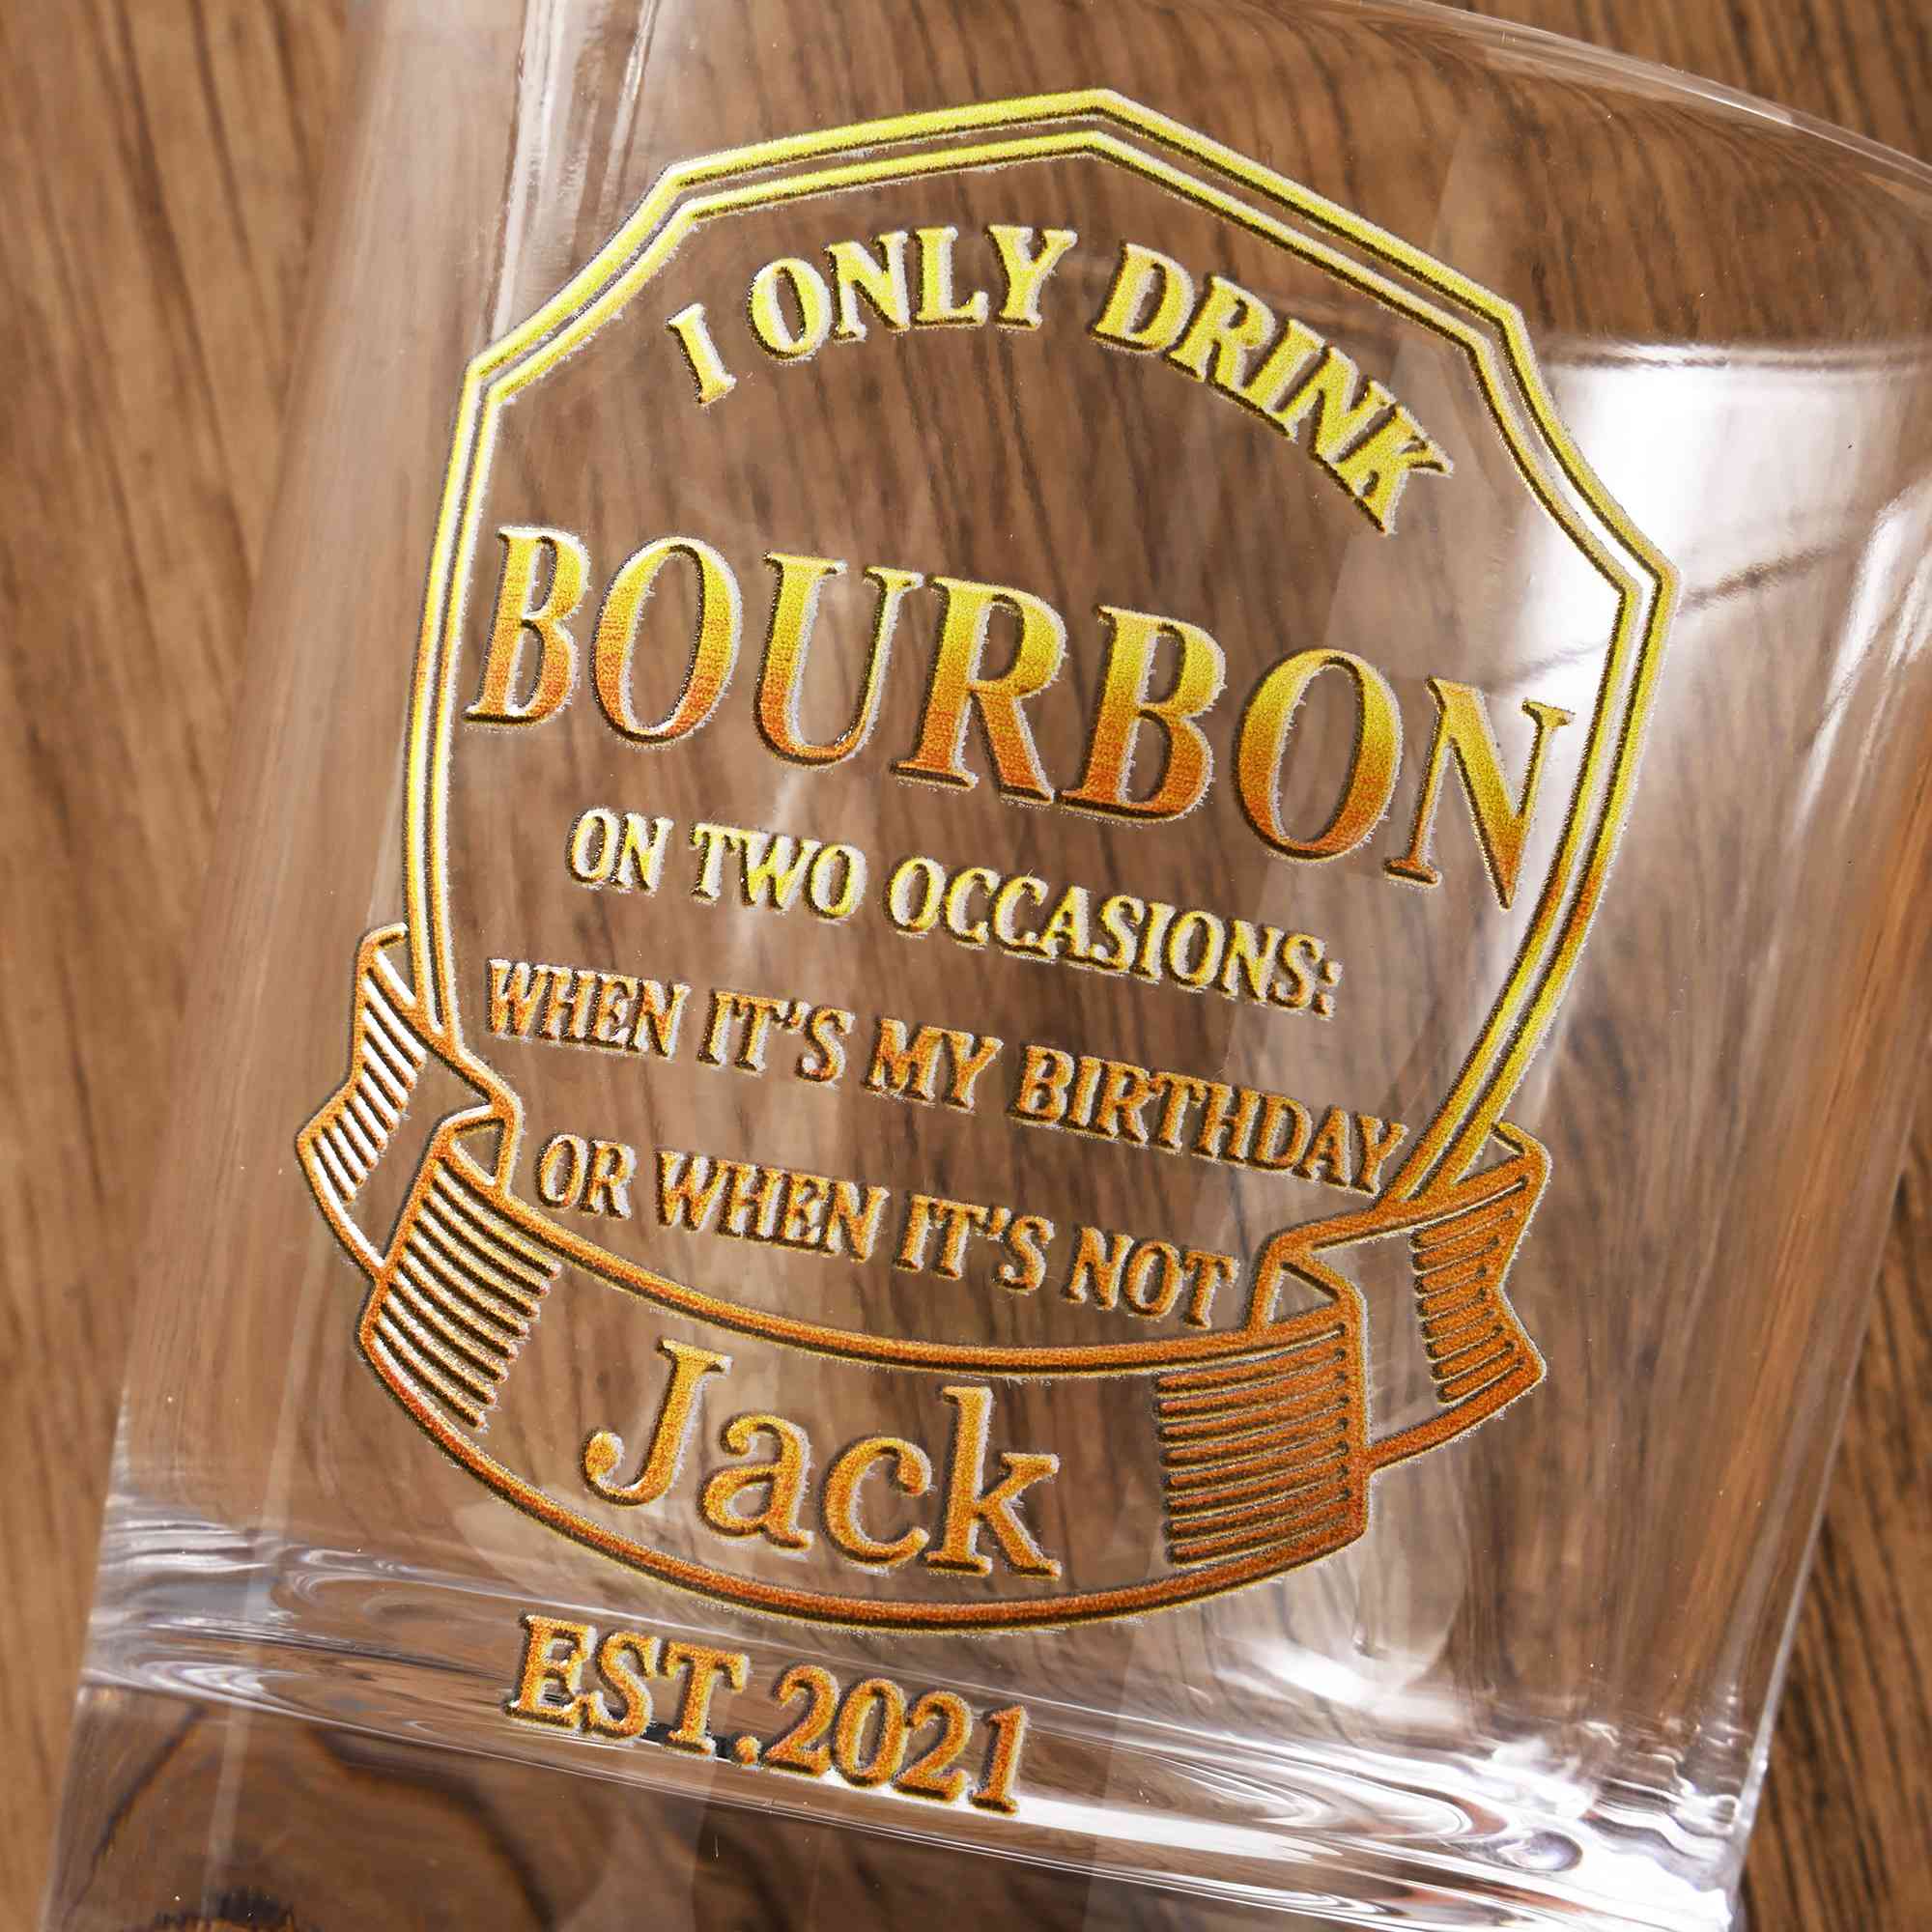 I ONLY DRINK
BOURBON
ON TWO OCCASIONS:
WHEN IT'S MY BIRTHDAY
OR WHEN IT'S NOT
Jack
EST.2021